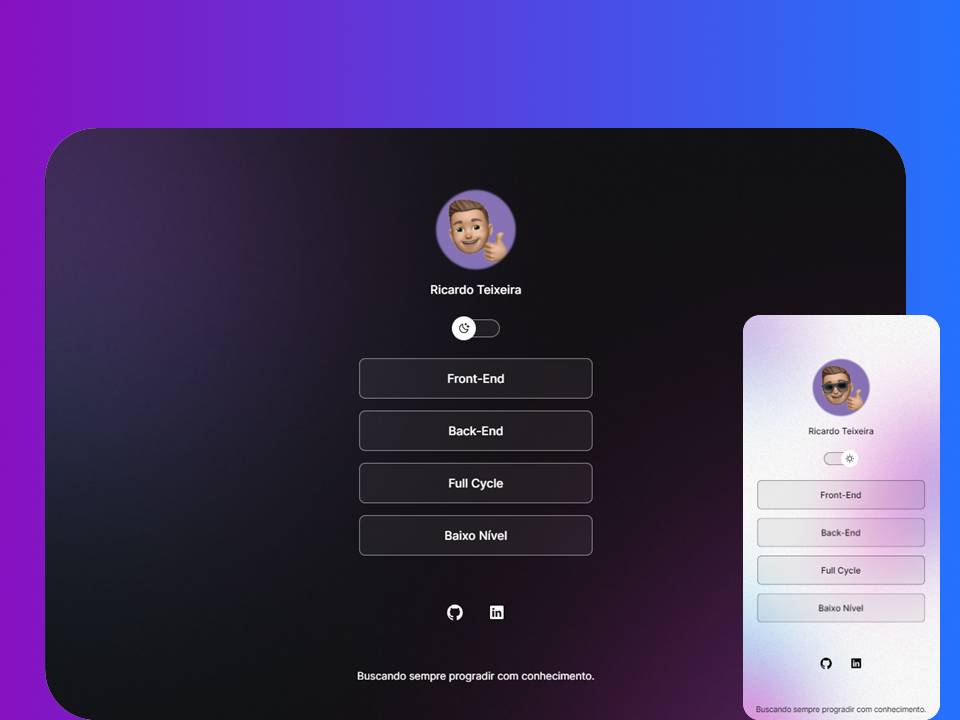 Ricardo Teixeira
Front-End
Back-End
Full Cycle
Baixo Nível
Buscando sempre progradir com conhecimento.
Ricardo Teixeira
Front-End
Back-End
Full Cycle
Baixo Nível
Buscando sempre progradir com conhecimento.